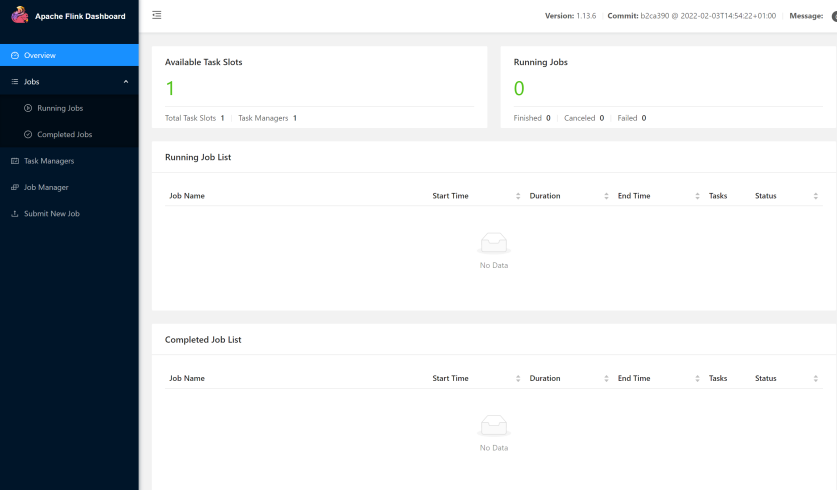 Apache Flink Dashboard
Version: 1.13.6 Commit: b2ca390 @ 2022-02-03T14:54:22+01:00 Message:
Overview
Jobs
Running Jobs
Completed Jobs
Task Managers
Job Manager
Submit New Job
Available Task Slots
1
Total Task Slots 1 Task Managers 1
Running Jobs
0
Finished 0 Canceled 0 Failed 0
Running Job List
Job Name Start Time Duration End Time Tasks Status
No Data
Completed Job List
Job Name Start Time Duration End Time Tasks Status
No Data